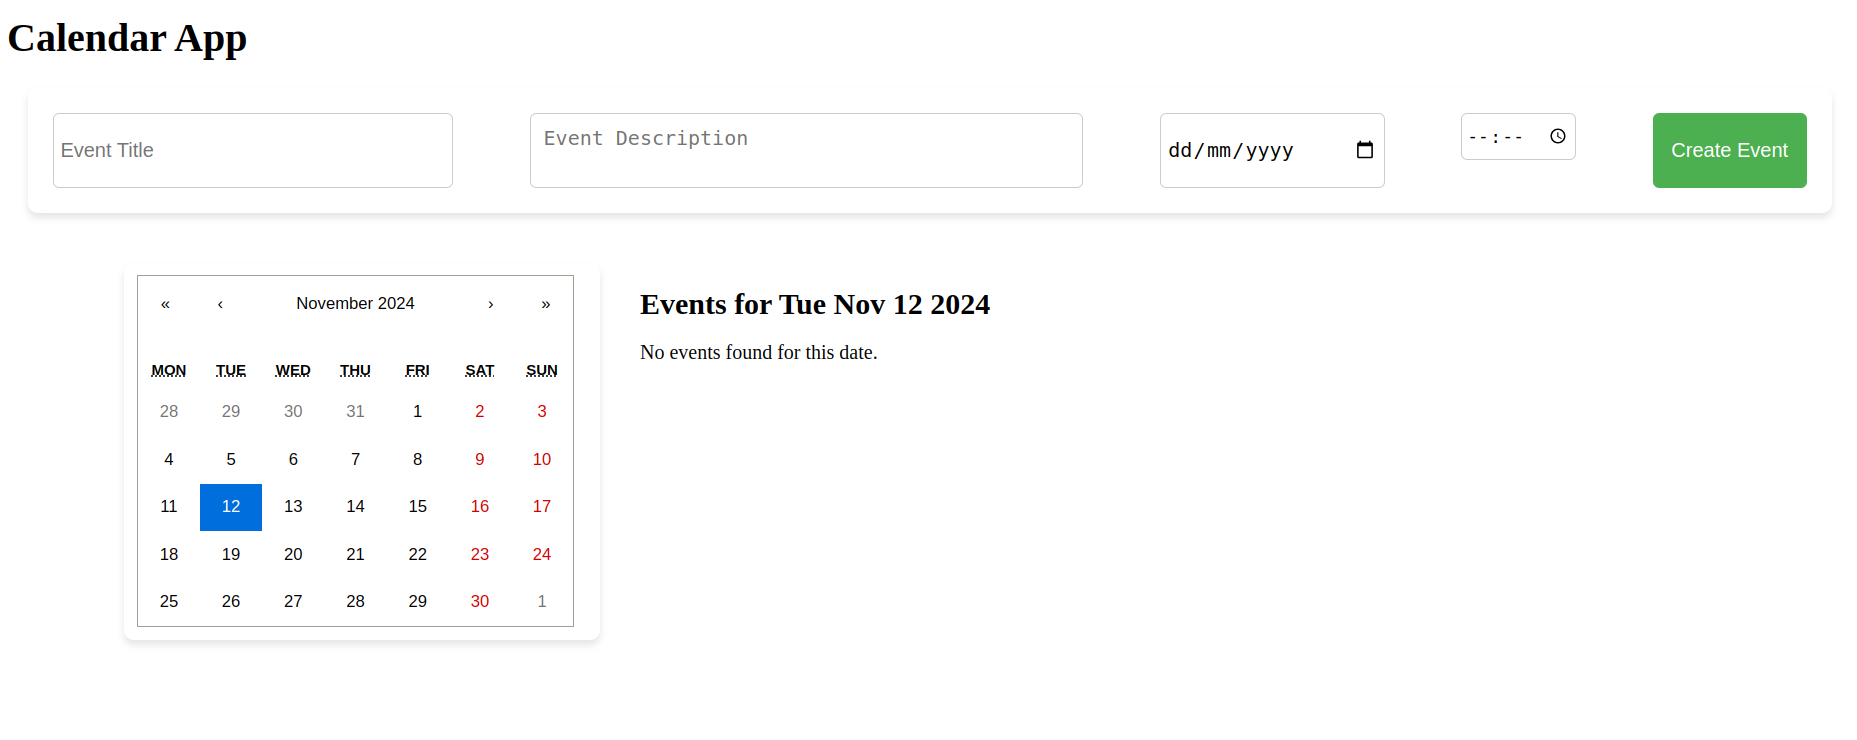 Calendar App
Event Title
Event Description
dd/mm/yyyy
--:--
Create Event
« ‹ November 2024 › »
MON TUE WED THU FRI SAT SUN
28 29 30 31 1 2 3
4 5 6 7 8 9 10
11 12 13 14 15 16 17
18 19 20 21 22 23 24
25 26 27 28 29 30 1
Events for Tue Nov 12 2024
No events found for this date.